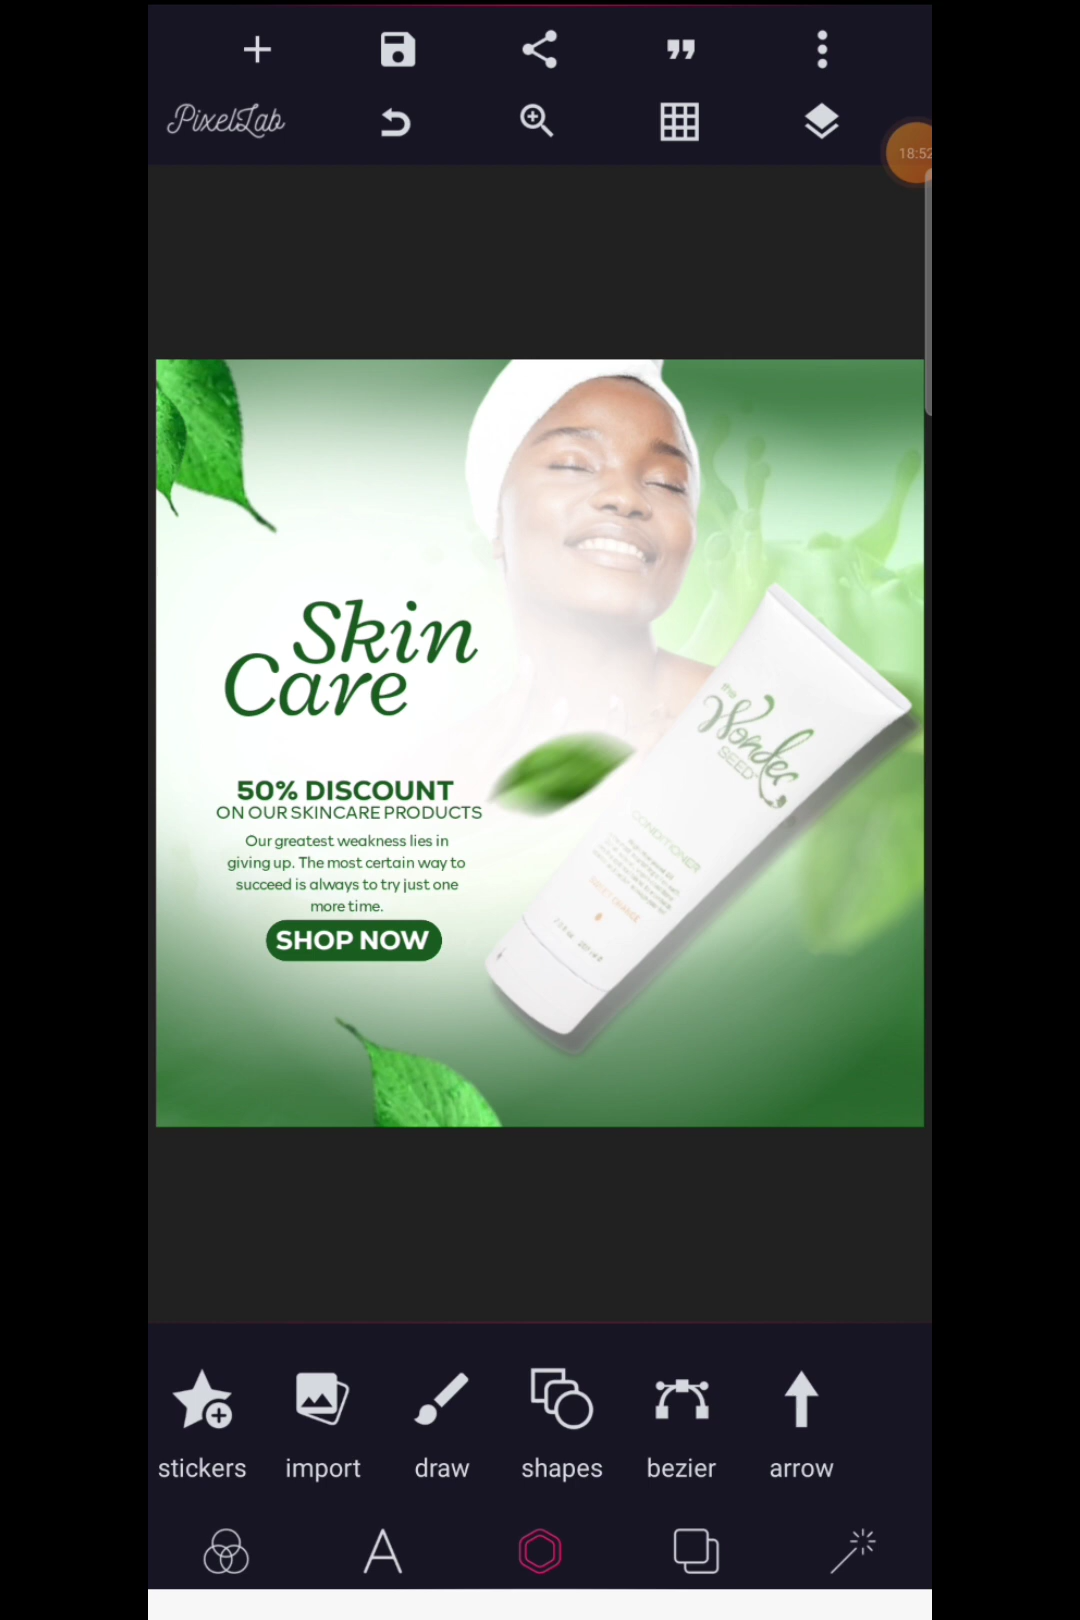 PixelLab
18:52
Skin
Care
the
Wonder
SEED
CONDITIONER
SWEET ORANGE
50% DISCOUNT
ON OUR SKINCARE PRODUCTS
Our greatest weakness lies in
giving up. The most certain way to
succeed is always to try just one
more time.
SHOP NOW
stickers
import
draw
shapes
bezier
arrow